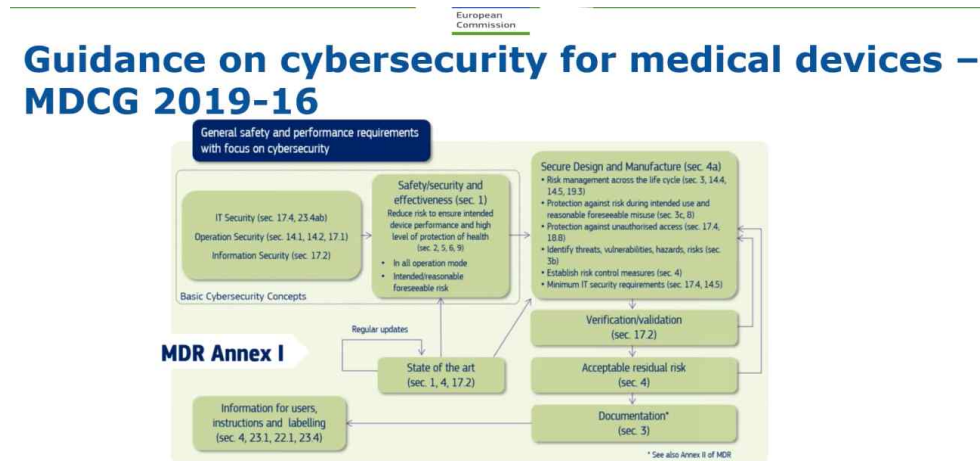 European
Commission
Guidance on cybersecurity for medical devices –
MDCG 2019-16
General safety and performance requirements
with focus on cybersecurity
IT Security (sec. 17.4, 23.4ab)
Operation Security (sec. 14.1, 14.2, 17.1)
Information Security (sec. 17.2)
Basic Cybersecurity Concepts
Safety/security and
effectiveness (sec. 1)
Reduce risk to ensure intended
device performance and high
level of protection of health
(sec. 2, 5, 6, 9)
• In all operation mode
• Intended/reasonable
foreseeable risk
Secure Design and Manufacture (sec. 4a)
• Risk management across the life cycle (sec. 3, 14.4,
14.5, 19.3)
• Protection against risk during intended use and
reasonable foreseeable misuse (sec. 3c, 8)
• Protection against unauthorised access (sec. 17.4,
18.8)
• Identify threats, vulnerabilities, hazards, risks (sec.
3b)
• Establish risk control measures (sec. 4)
• Minimum IT security requirements (sec. 17.4, 14.5)
Verification/validation
(sec. 17.2)
Regular updates
MDR Annex I
State of the art
(sec. 1, 4, 17.2)
Acceptable residual risk
(sec. 4)
Information for users,
instructions and labelling
(sec. 4, 23.1, 22.1, 23.4)
Documentation*
(sec. 3)
* See also Annex II of MDR